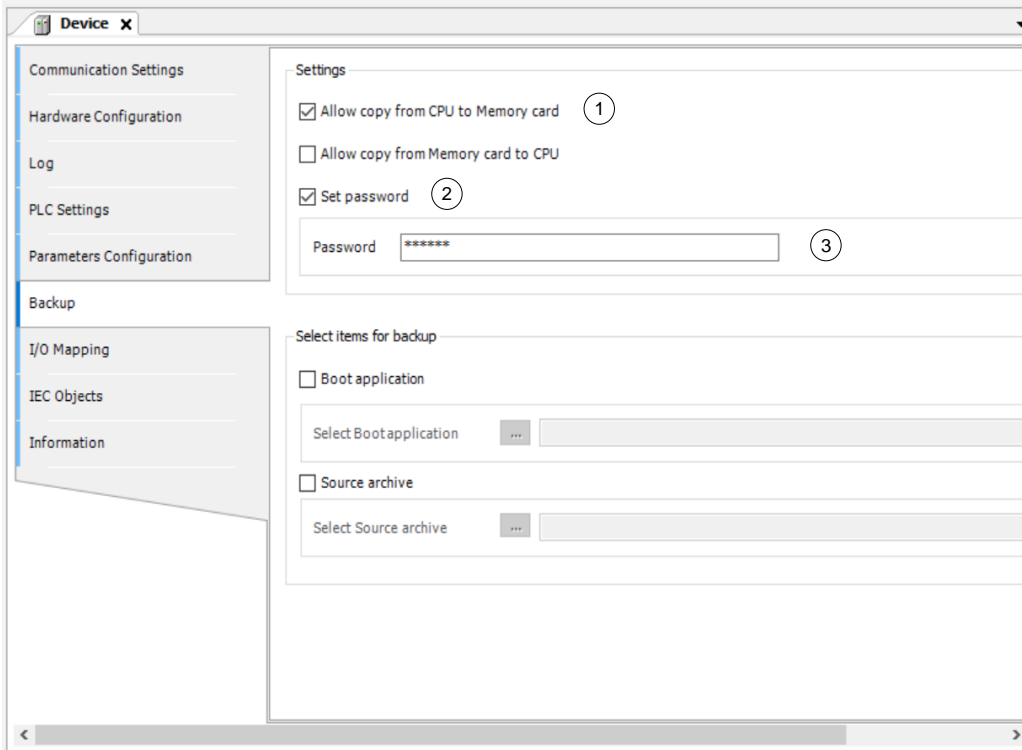 Device
Communication Settings
Hardware Configuration
Log
PLC Settings
Parameters Configuration
Backup
I/O Mapping
IEC Objects
Information
Settings
Allow copy from CPU to Memory card 1
Allow copy from Memory card to CPU
Set password 2
Password ****** 3
Select items for backup
Boot application
Select Boot application ...
Source archive
Select Source archive ...